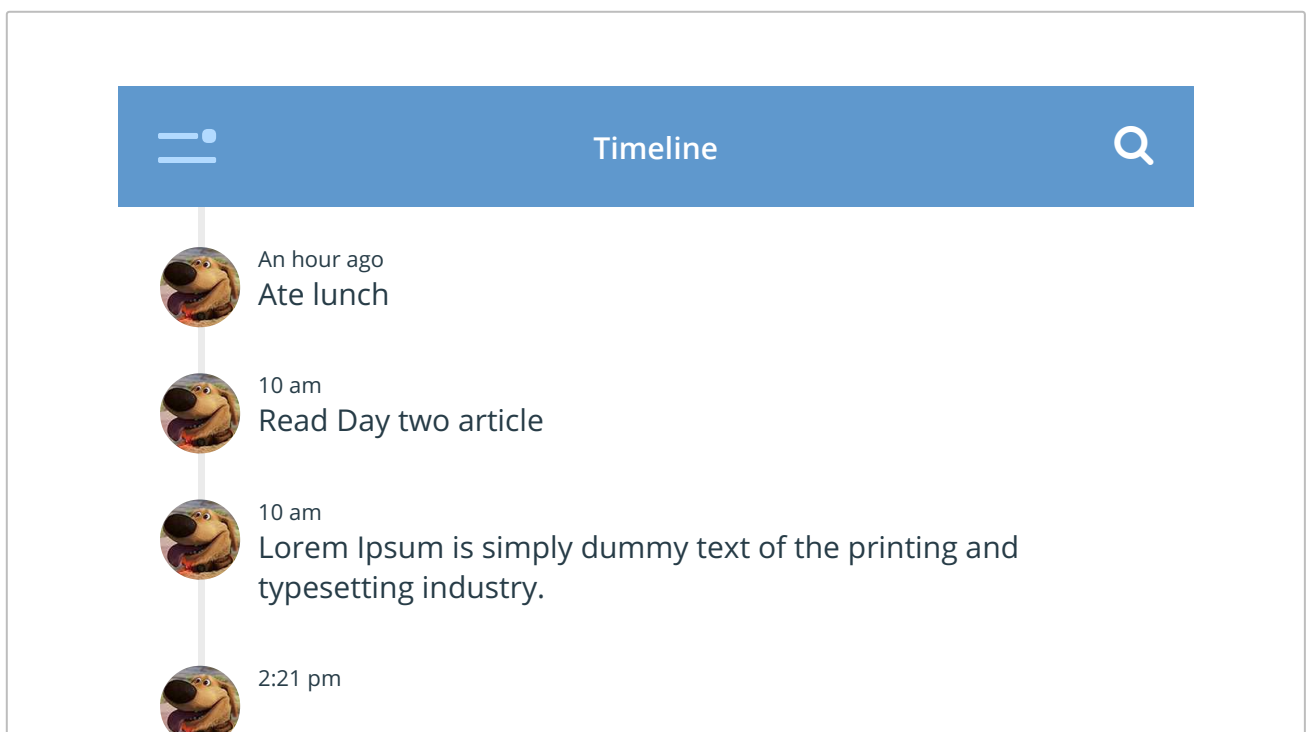 Timeline
An hour ago
Ate lunch
10 am
Read Day two article
10 am
Lorem Ipsum is simply dummy text of the printing and
typesetting industry.
2:21 pm